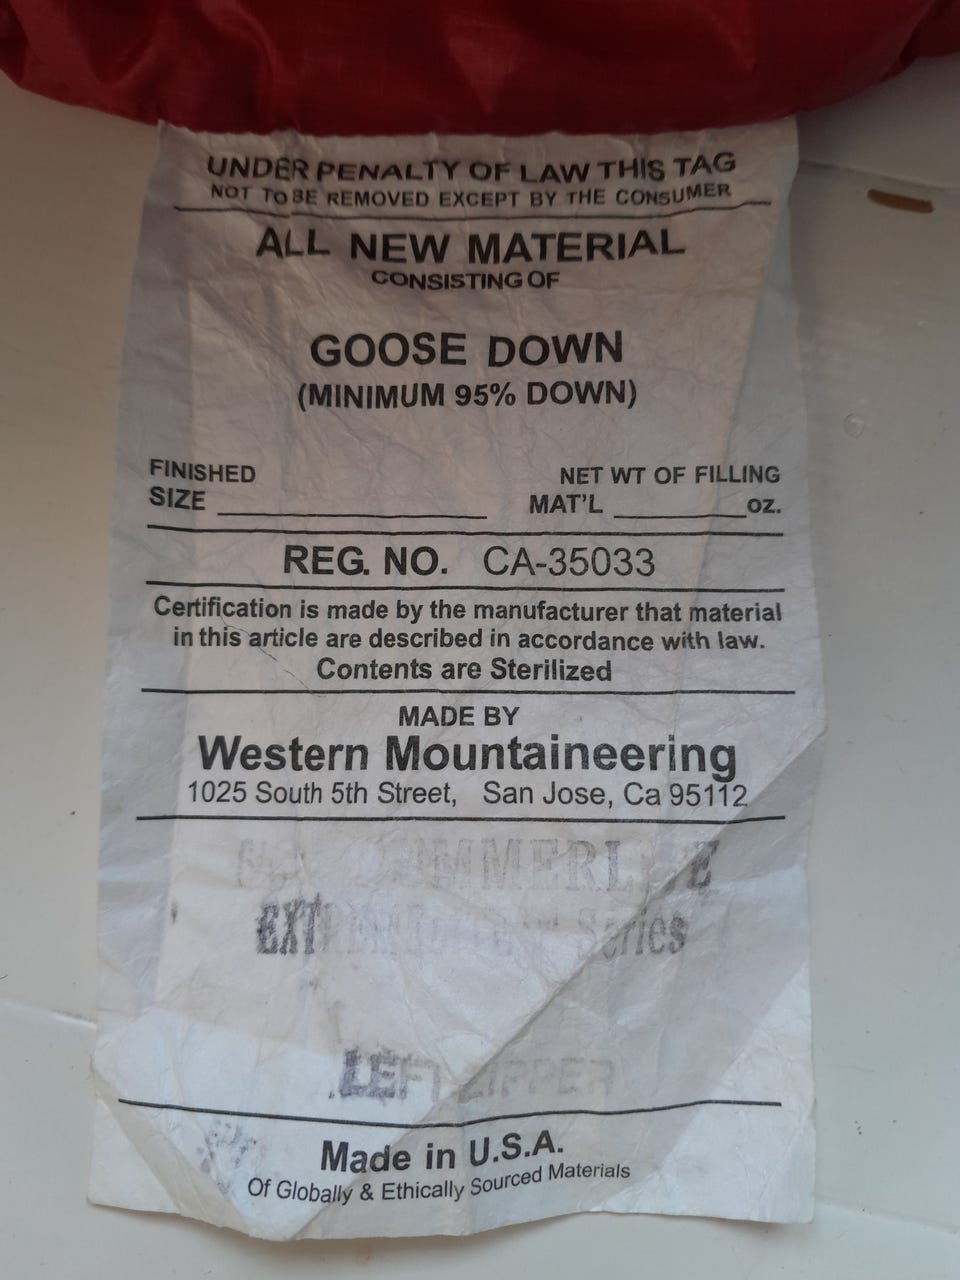 UNDER PENALTY OF LAW THIS TAG
NOT TO BE REMOVED EXCEPT BY THE CONSUMER
ALL NEW MATERIAL
CONSISTING OF
GOOSE DOWN
(MINIMUM 95% DOWN)
FINISHED
SIZE
NET WT OF FILLING
MAT'L oz.
REG. NO. CA-35033
Certification is made by the manufacturer that material
in this article are described in accordance with law.
Contents are Sterilized
MADE BY
Western Mountaineering
1025 South 5th Street, San Jose, Ca 95112
Series
LEFT ZIPPER
Made in U.S.A.
Of Globally & Ethically Sourced Materials